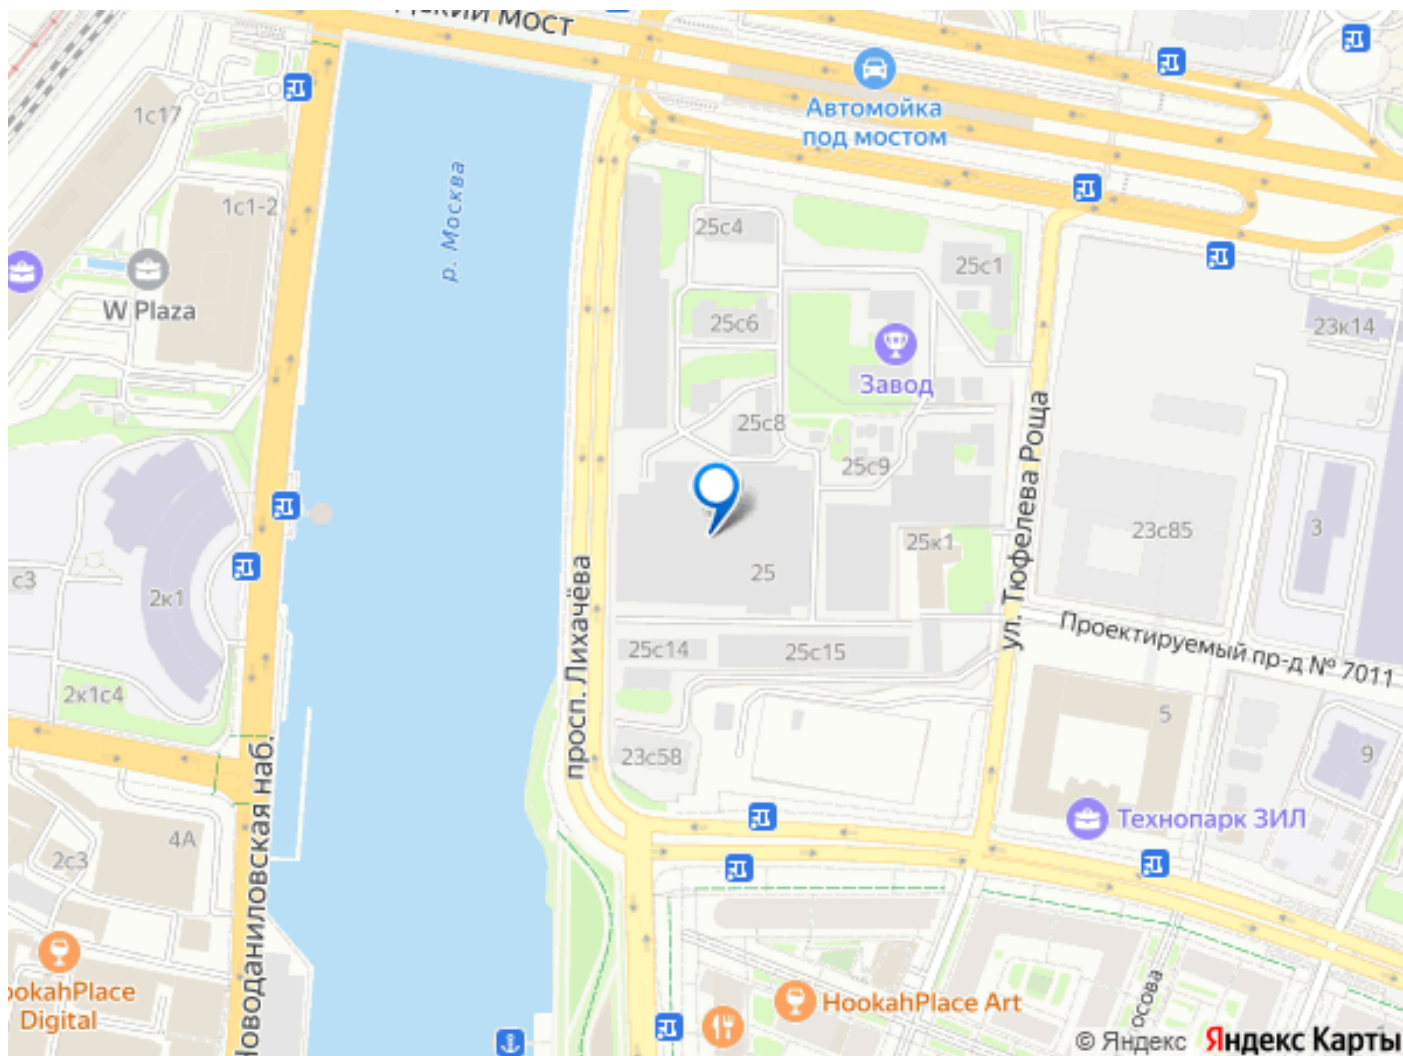 МОСТ
Автомойка
под мостом
1с17
1с1-2
р. Москва
25с4
25с1
W Plaza
25с6
23к14
Завод
25с8
25с9
ул. Тюфелева Роща
23с85
3
25к1
25
с3
2к1
просп. Лихачёва
25с14
25с15
Проектируемый пр-д № 7011
2к1с4
5
23с58
9
Технопарк ЗИЛ
4А
2с3
Новоданиловская наб.
ookahPlace
Digital
HookahPlace Art
осова
© Яндекс Яндекс Карты